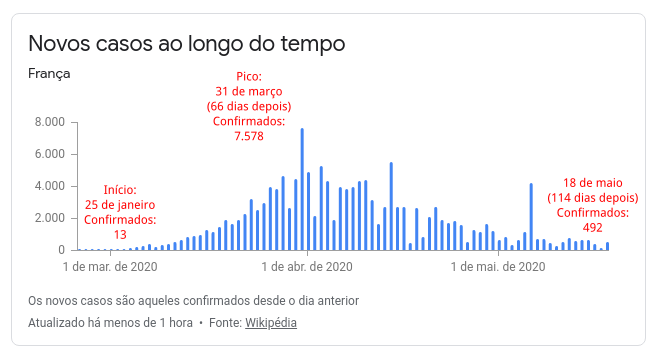 Novos casos ao longo do tempo
França
Pico:
31 de março
(66 dias depois)
Confirmados:
7.578
8.000
6.000
4.000
2.000
0
Início:
25 de janeiro
Confirmados:
13
18 de maio
(114 dias depois)
Confirmados:
492
1 de mar. de 2020
1 de abr. de 2020
1 de mai. de 2020
Os novos casos são aqueles confirmados desde o dia anterior
Atualizado há menos de 1 hora • Fonte: Wikipédia